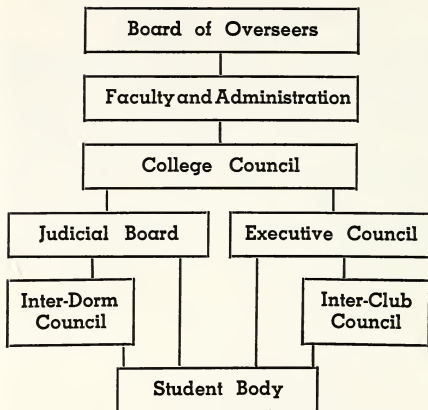 Board of Overseers
Faculty and Administration
College Council
Judicial Board
Executive Council
Inter-Dorm
Council
Inter-Club
Council
Student Body